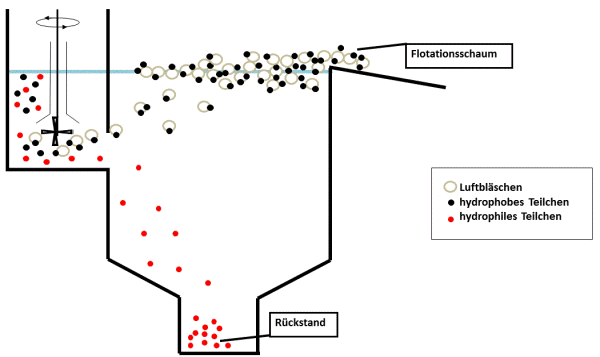 Flotationsschaum
Luftbläschen
hydrophobes Teilchen
hydrophiles Teilchen
Rückstand